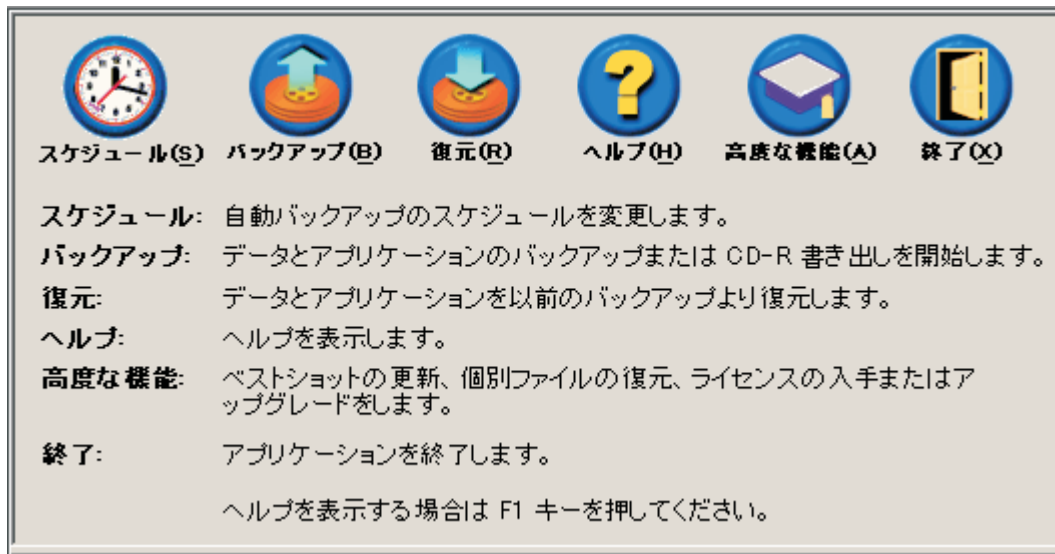 スケジュール(S) バックアップ(B) 復元(R) ヘルプ(H) 高度な機能(A) 終了(X)
スケジュール: 自動バックアップのスケジュールを変更します。
バックアップ: データとアプリケーションのバックアップまたは CD-R 書き出しを開始します。
復元: データとアプリケーションを以前のバックアップより復元します。
ヘルプ: ヘルプを表示します。
高度な機能: ベストショットの更新、個別ファイルの復元、ライセンスの入手またはア
ップグレードをします。
終了: アプリケーションを終了します。
ヘルプを表示する場合は F1 キーを押してください。